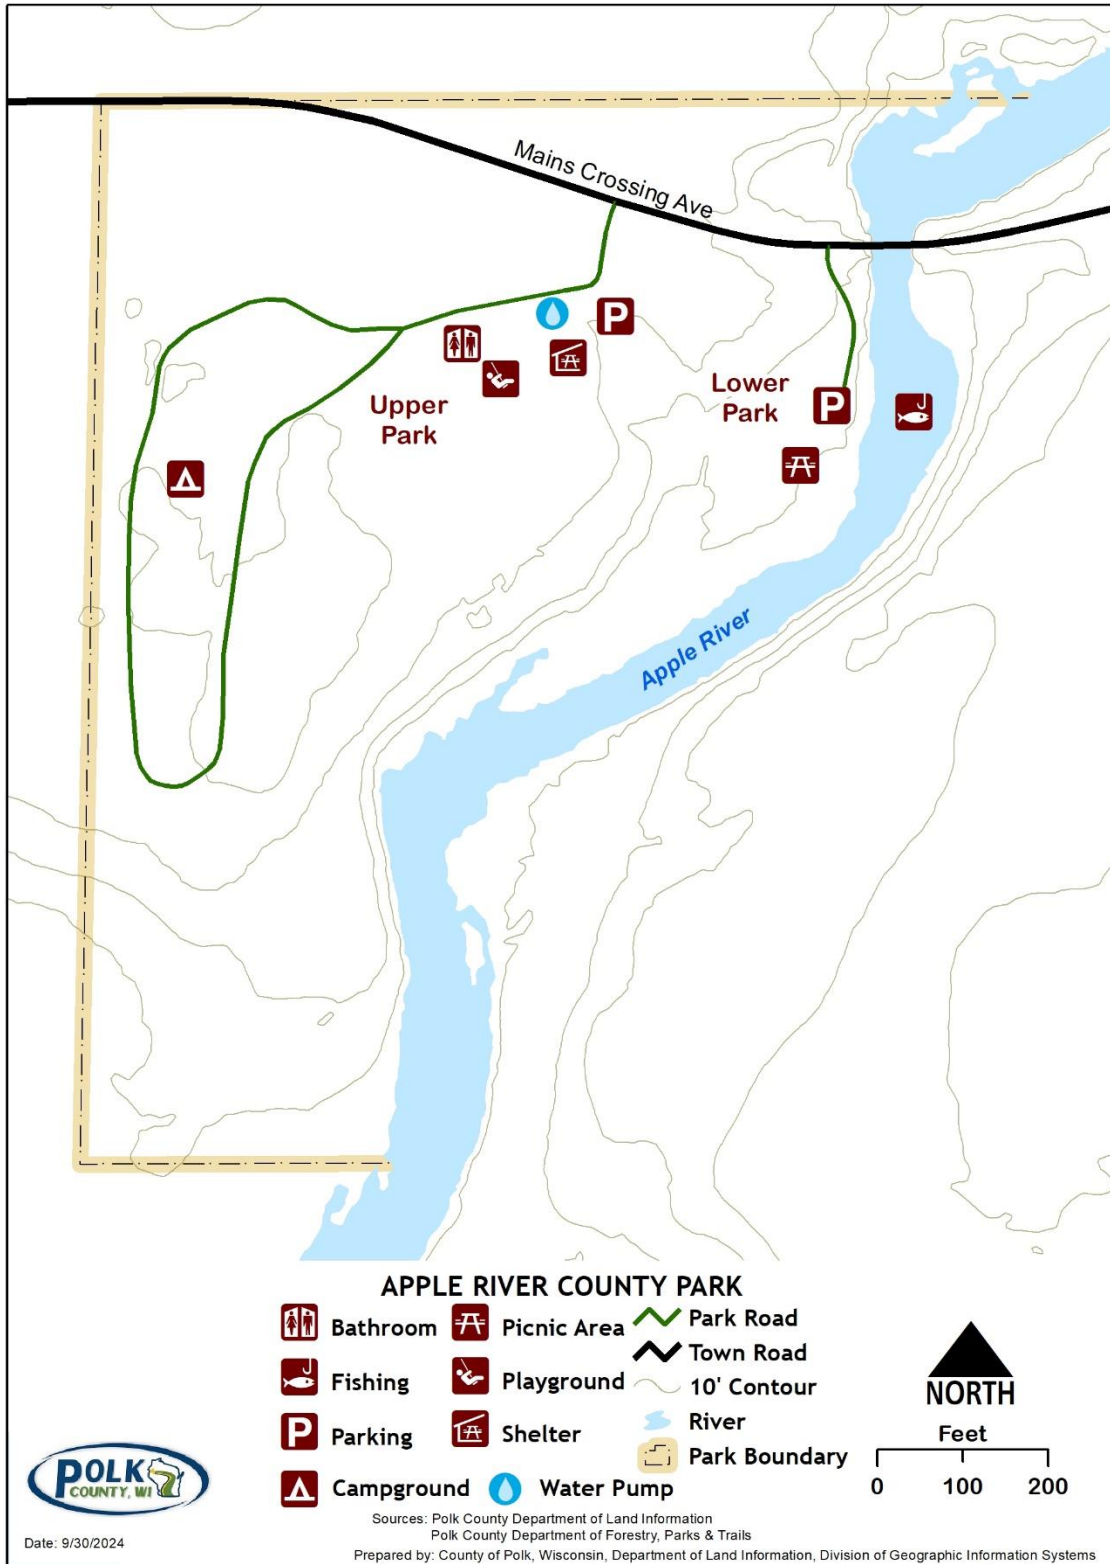 Mains Crossing Ave
P
Upper
Park
Lower
Park
P
Apple River
APPLE RIVER COUNTY PARK
Bathroom
Picnic Area
Park Road
Town Road
Fishing
Playground
10' Contour
River
P Parking
Shelter
Park Boundary
Campground
Water Pump
NORTH
Feet
0 100 200
POLK
COUNTY, WI
Date: 9/30/2024
Sources: Polk County Department of Land Information
Polk County Department of Forestry, Parks & Trails
Prepared by: County of Polk, Wisconsin, Department of Land Information, Division of Geographic Information Systems